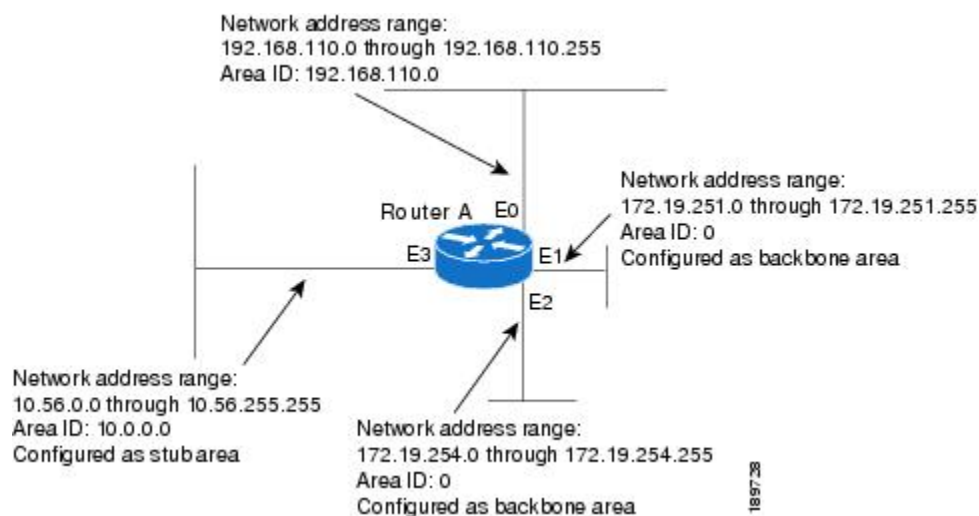 Network address range:
192.168.110.0 through 192.168.110.255
Area ID: 192.168.110.0
Network address range:
172.19.251.0 through 172.19.251.255
Area ID: 0
Configured as backbone area
Router A
E0
E3
E1
E2
Network address range:
10.56.0.0 through 10.56.255.255
Area ID: 10.0.0.0
Configured as stub area
Network address range:
172.19.254.0 through 172.19.254.255
Area ID: 0
Configured as backbone area
189728